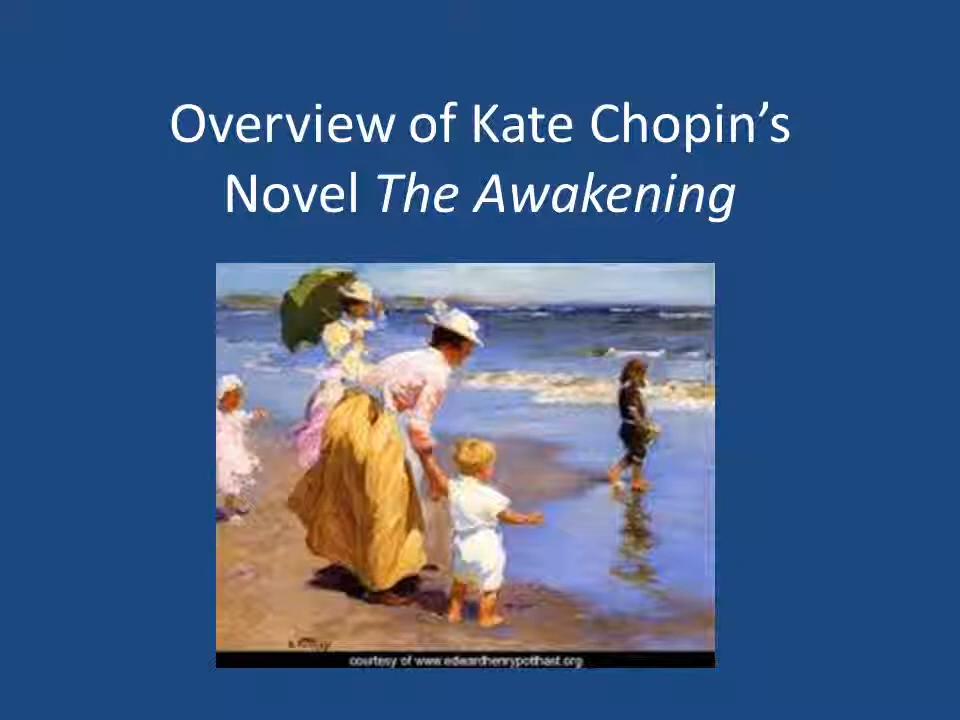 Overview of Kate Chopin’s
Novel The Awakening
courtesy of www.edwardhenrypotthast.org